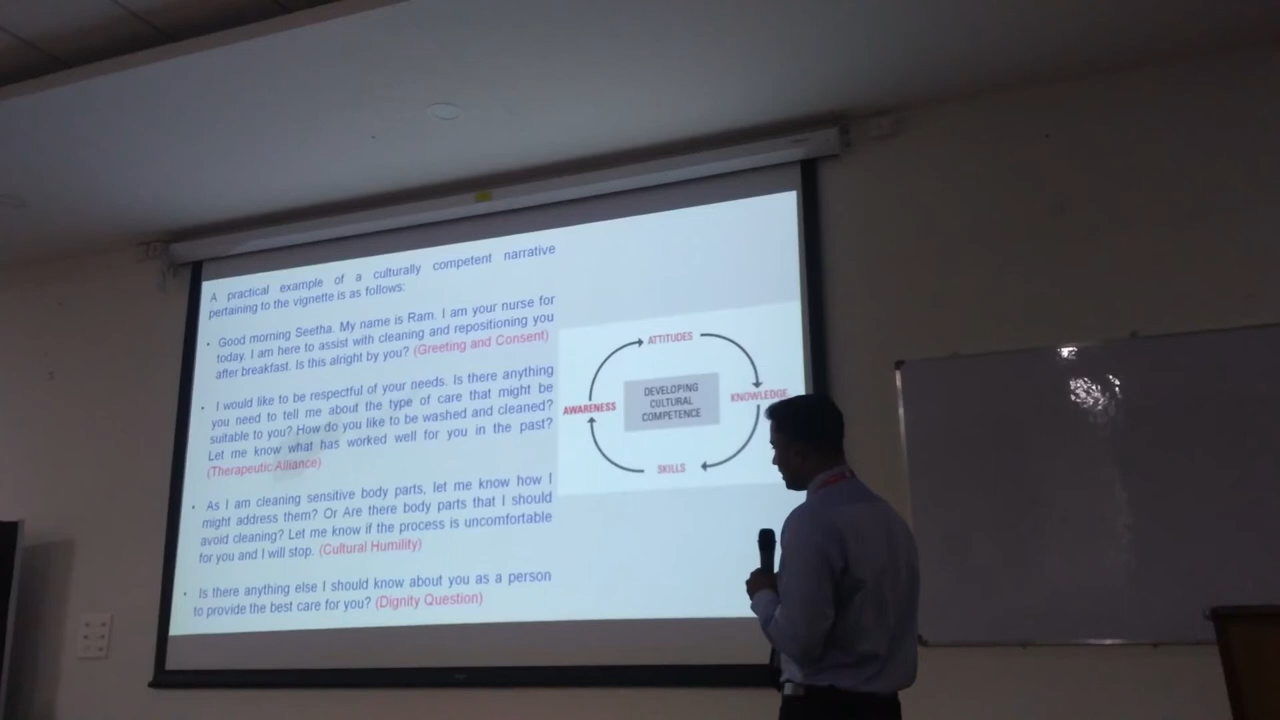 A practical example of a culturally competent narrative
pertaining to the vignette is as follows:
• Good morning Seetha. My name is Ram. I am your nurse for
today. I am here to assist with cleaning and repositioning you
after breakfast. Is this alright by you? (Greeting and Consent)
• I would like to be respectful of your needs. Is there anything
you need to tell me about the type of care that might be
suitable to you? How do you like to be washed and cleaned?
Let me know what has worked well for you in the past?
(Therapeutic Alliance)
• As I am cleaning sensitive body parts, let me know how I
might address them? Or Are there body parts that I should
avoid cleaning? Let me know if the process is uncomfortable
for you and I will stop. (Cultural Humility)
• Is there anything else I should know about you as a person
to provide the best care for you? (Dignity Question)
ATTITUDES
DEVELOPING
CULTURAL
COMPETENCE
KNOWLEDGE
AWARENESS
SKILLS